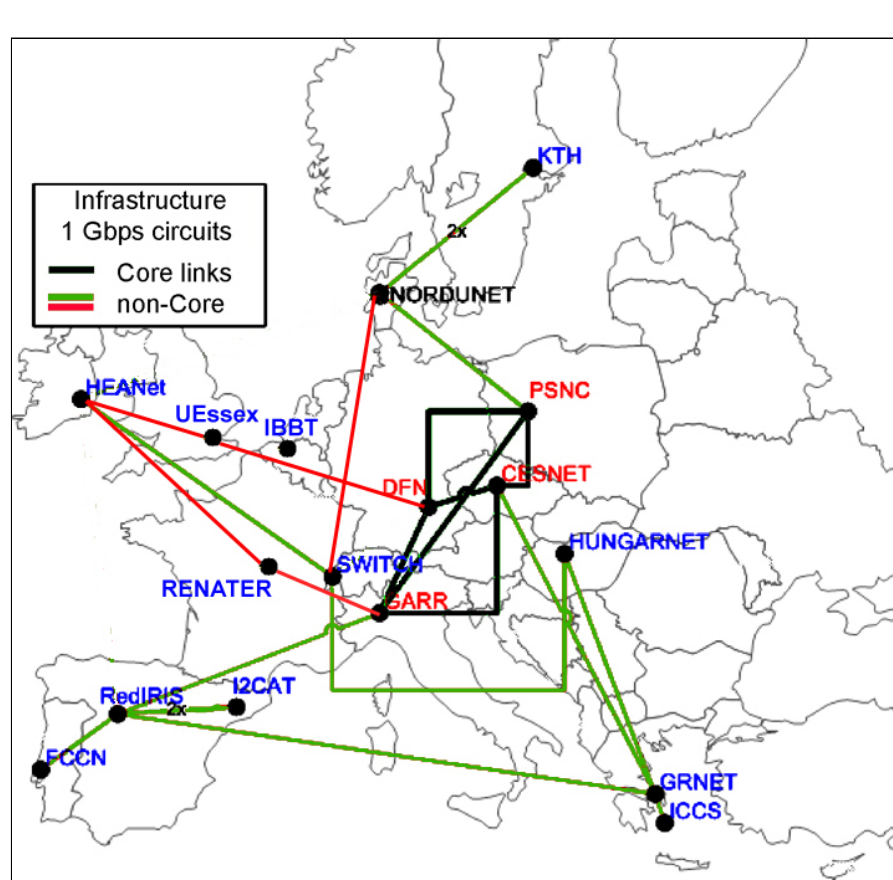 KTH
Infrastructure
1 Gbps circuits
Core links
non-Core
2x
NORDUNET
HEANet
PSNC
UEssex
IBBT
CESNET
DFN
HUNGARNET
SWITCH
RENATER
GARR
I2CAT
RedIRIS
2x
FCCN
GRNET
ICCS